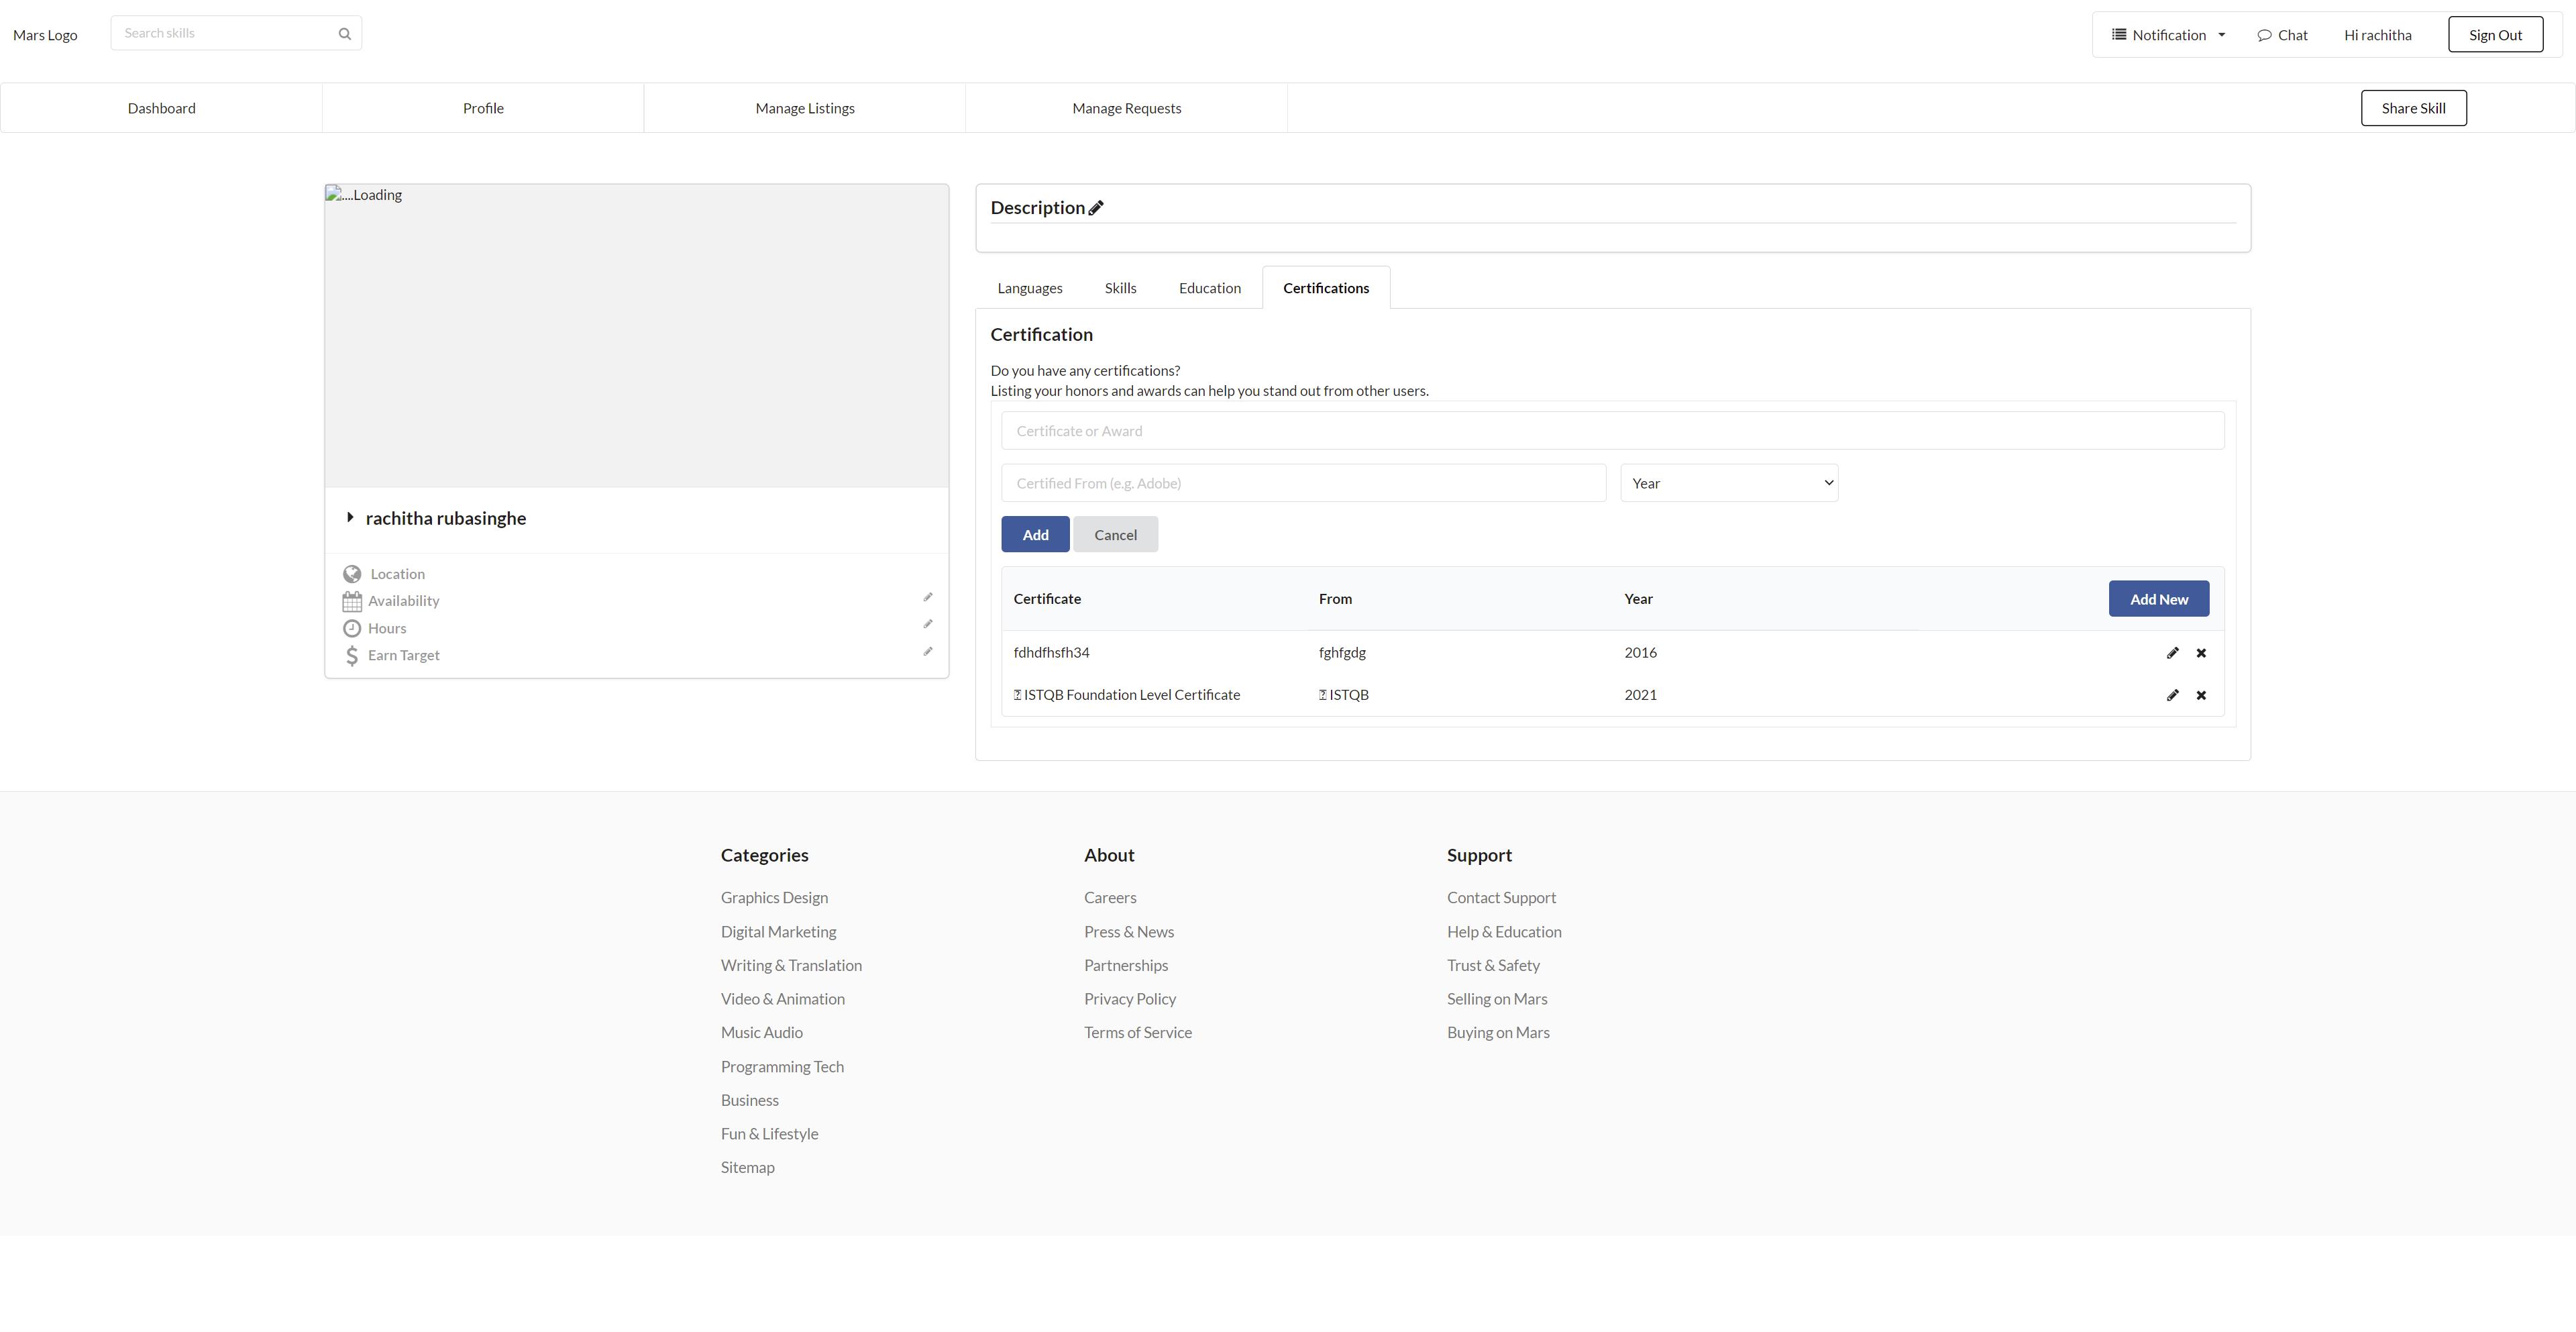 Mars Logo
Search skills
Notification
Chat
Hi rachitha
Sign Out
Dashboard
Profile
Manage Listings
Manage Requests
Share Skill
....Loading
rachitha rubasinghe
Location
Availability
Hours
Earn Target
Description
Languages
Skills
Education
Certifications
Certification
Do you have any certifications?
Listing your honors and awards can help you stand out from other users.
Certificate or Award
Certified From (e.g. Adobe)
Year
Add
Cancel
Certificate From Year
Add New
fdhdfhsfh34 fghfgdg 2016
ISTQB Foundation Level Certificate ISTQB 2021
Categories
Graphics Design
Digital Marketing
Writing & Translation
Video & Animation
Music Audio
Programming Tech
Business
Fun & Lifestyle
Sitemap
About
Careers
Press & News
Partnerships
Privacy Policy
Terms of Service
Support
Contact Support
Help & Education
Trust & Safety
Selling on Mars
Buying on Mars